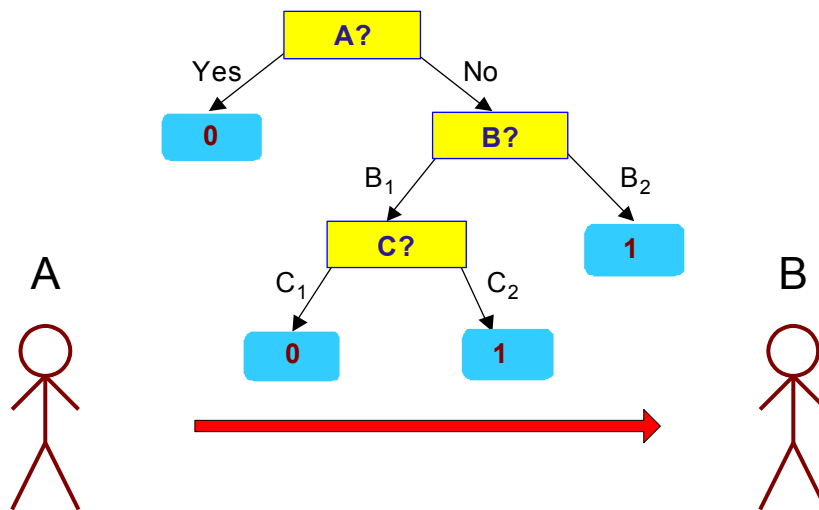 A?
Yes No
0 B?
B₁ B₂
C? 1
A B
C₁ C₂
0 1